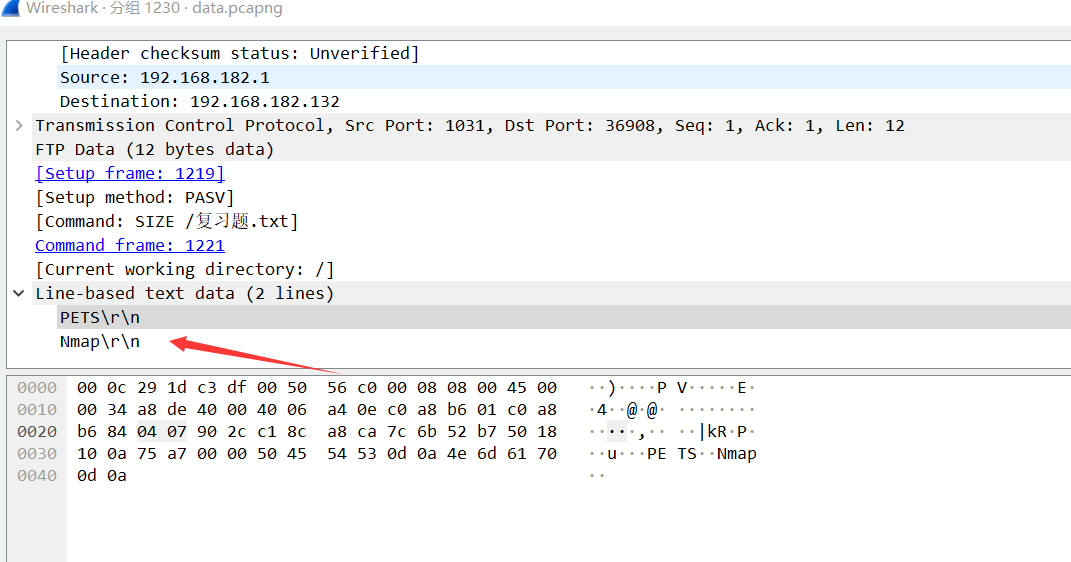 Wireshark · 分组 1230 · data.pcapng
[Header checksum status: Unverified]
Source: 192.168.182.1
Destination: 192.168.182.132
Transmission Control Protocol, Src Port: 1031, Dst Port: 36908, Seq: 1, Ack: 1, Len: 12
FTP Data (12 bytes data)
[Setup frame: 1219]
[Setup method: PASV]
[Command: SIZE /复习题.txt]
Command frame: 1221
[Current working directory: /]
Line-based text data (2 lines)
PETS\r\n
Nmap\r\n
0000 00 0c 29 1d c3 df 00 50 56 c0 00 08 08 00 45 00 ··)····P V·····E·
0010 00 34 a8 de 40 00 40 06 a4 0e c0 a8 b6 01 c0 a8 ·4··@·@· ········
0020 b6 84 04 07 90 2c c1 8c a8 ca 7c 6b 52 b7 50 18 ·····,·· ··|kR·P·
0030 10 0a 75 a7 00 00 50 45 54 53 0d 0a 4e 6d 61 70 ··u···PE TS··Nmap
0040 0d 0a ··